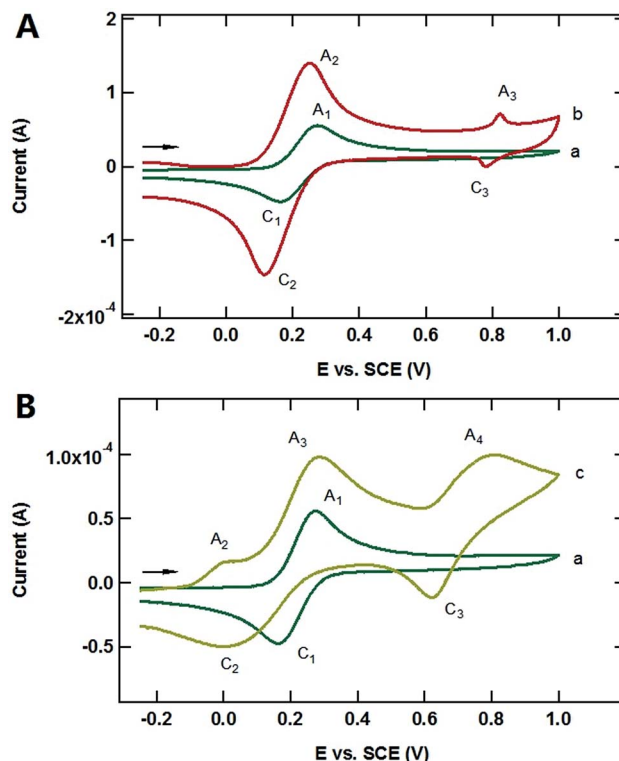 A
2
A₂
A₁
A₃
b
a
1
0
-1
-2x10⁻⁴
C₁
C₂
C₃
Current (A)
-0.2 0.0 0.2 0.4 0.6 0.8 1.0
E vs. SCE (V)
B
A₃
A₄
1.0x10⁻⁴
c
A₁
0.5
A₂
a
0.0
-0.5
C₂
C₁
C₃
Current (A)
-0.2 0.0 0.2 0.4 0.6 0.8 1.0
E vs. SCE (V)